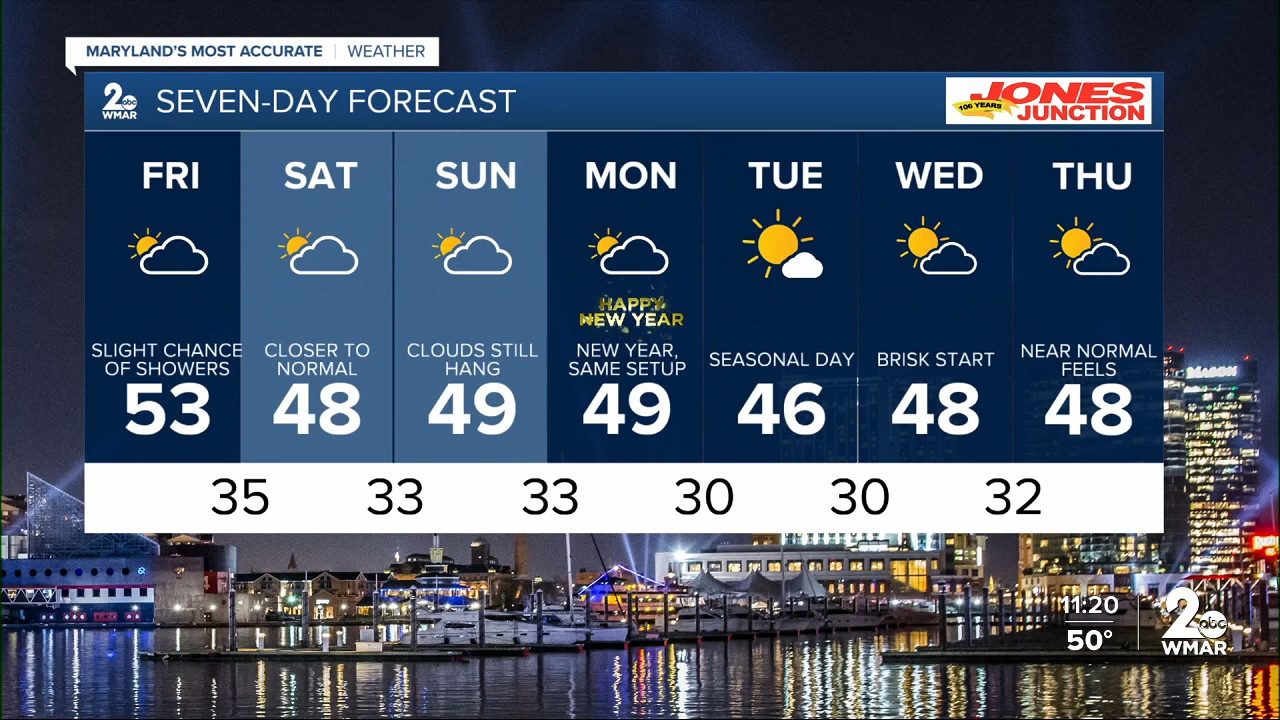 MARYLAND'S MOST ACCURATE | WEATHER
2 abc WMAR
SEVEN-DAY FORECAST
106 YEARS
JONES JUNCTION
FRI SAT SUN MON TUE WED THU
HAPPY
NEW YEAR
SLIGHT CHANCE
OF SHOWERS
CLOSER TO
NORMAL
CLOUDS STILL
HANG
NEW YEAR,
SAME SETUP
SEASONAL DAY
BRISK START
NEAR NORMAL
FEELS
53 48 49 49 46 48 48
35 33 33 30 30 32
11:20
50°
2 abc
WMAR